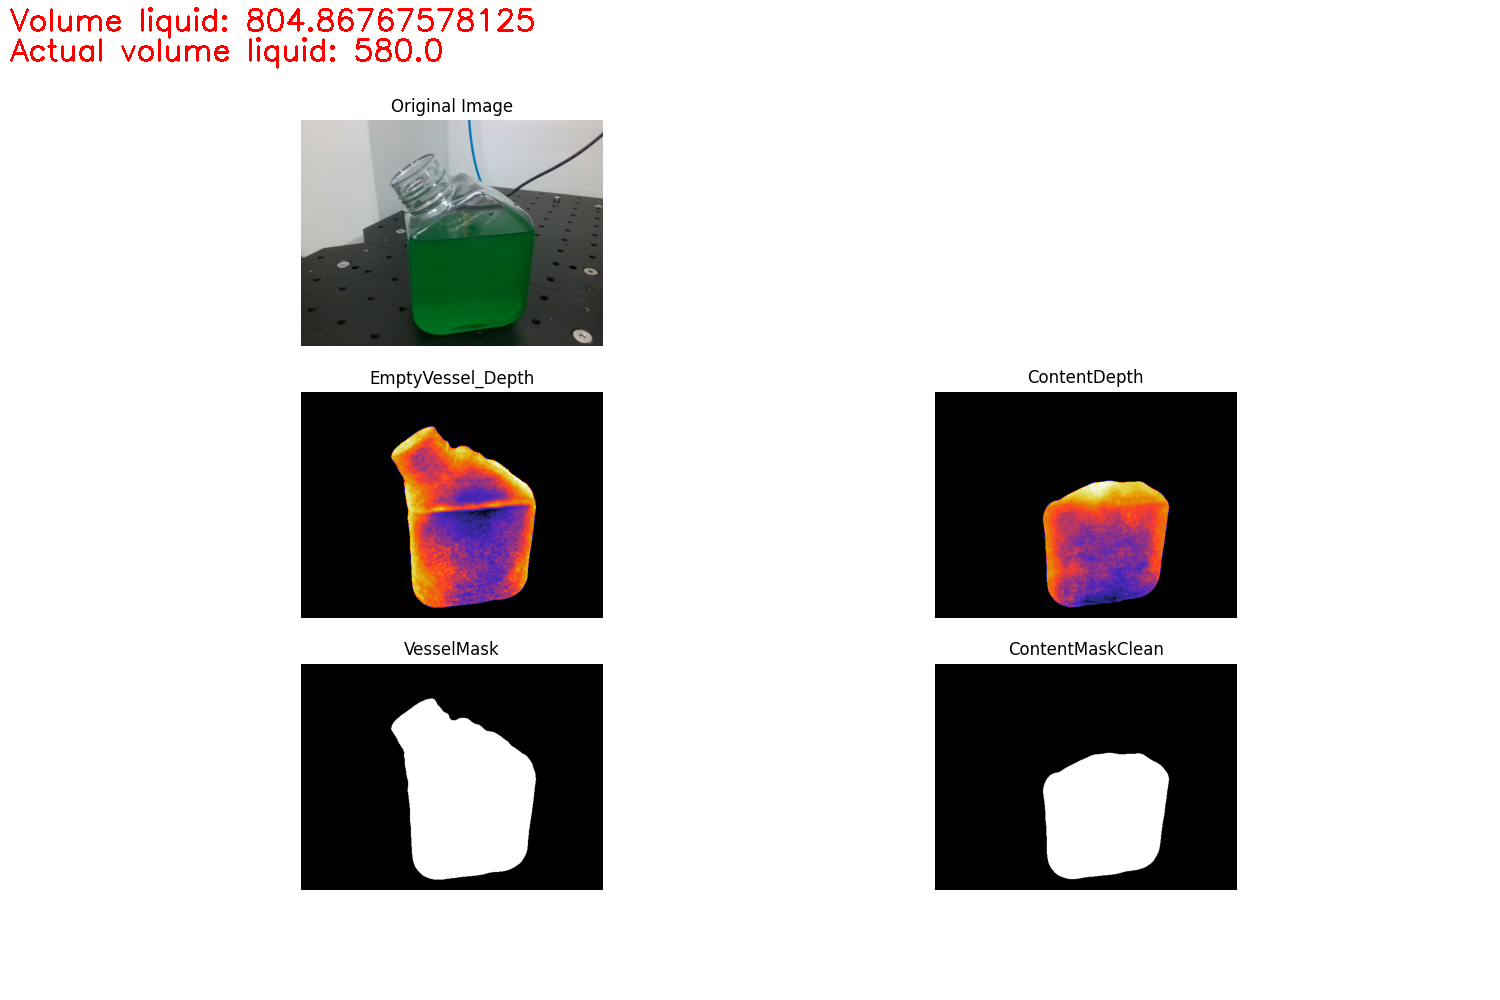 Volume liquid: 804.86767578125
Actual volume liquid: 580.0
Original Image
EmptyVessel_Depth
ContentDepth
VesselMask
ContentMaskClean